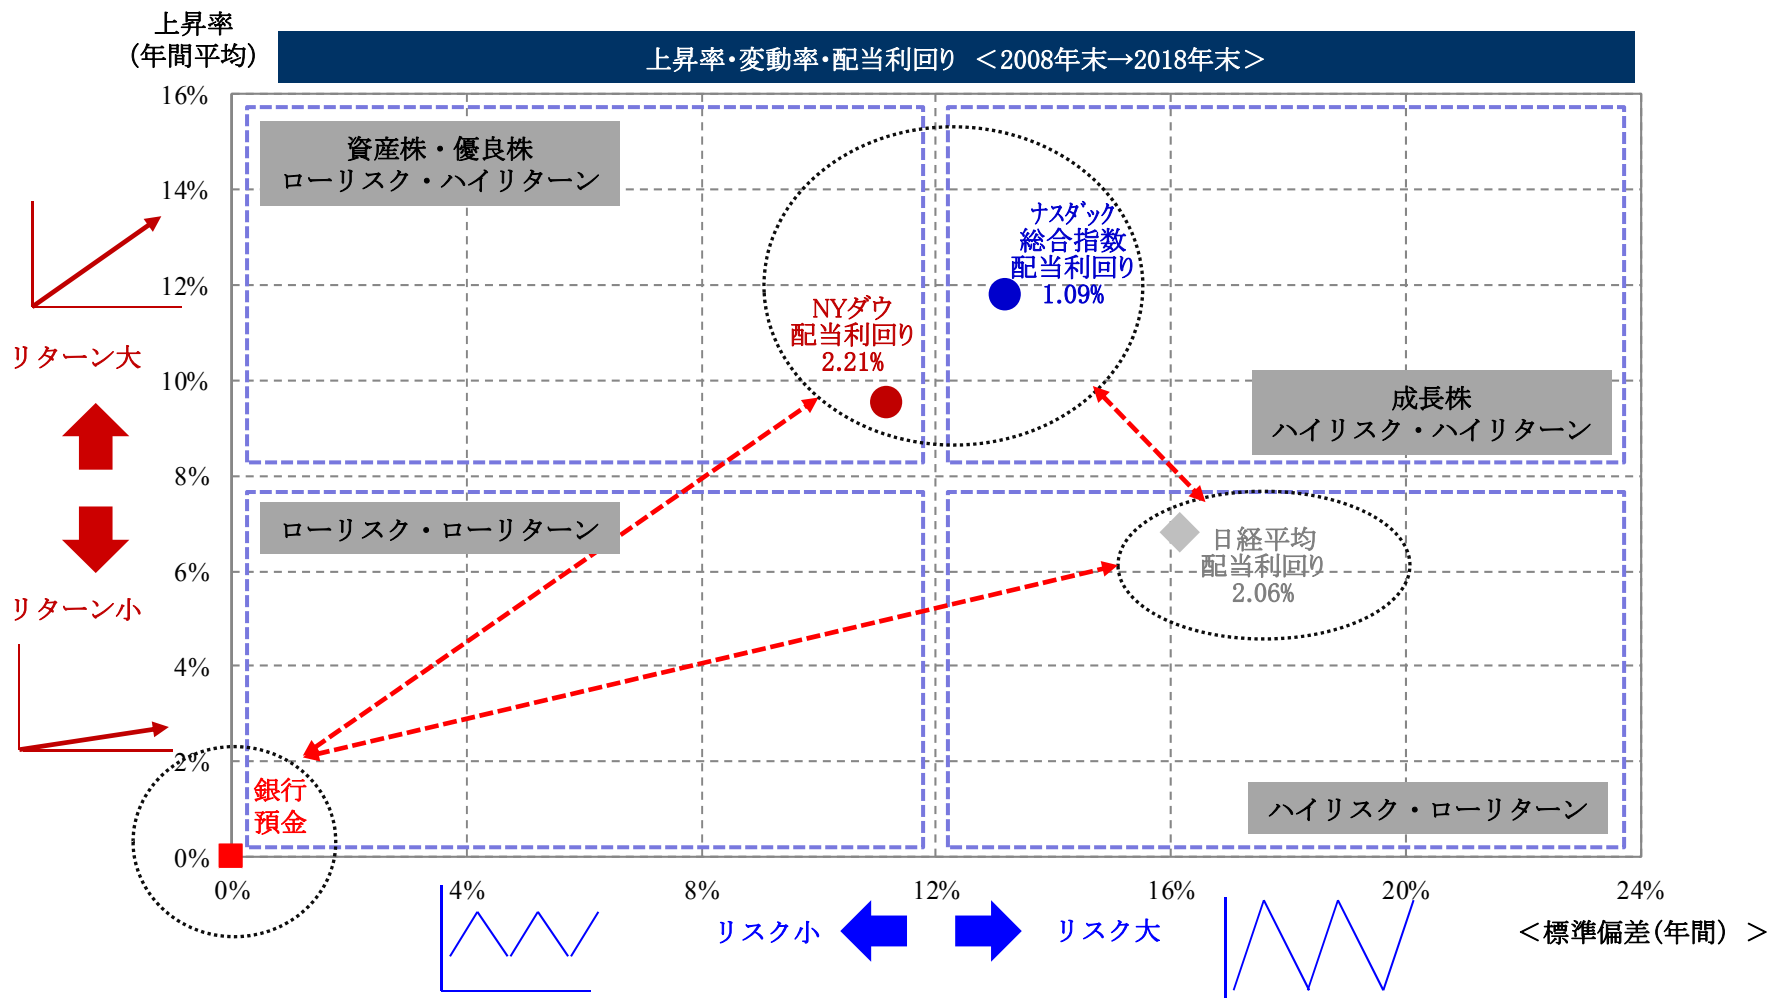 上昇率
(年間平均)
上昇率・変動率・配当利回り ＜2008年末→2018年末＞
16%
14%
12%
10%
8%
6%
4%
2%
0%
資産株・優良株
ローリスク・ハイリターン
ナスダック
総合指数
配当利回り
1.09%
NYダウ
配当利回り
2.21%
成長株
ハイリスク・ハイリターン
リターン大
リターン小
ローリスク・ローリターン
日経平均
配当利回り
2.06%
銀行
預金
ハイリスク・ローリターン
0%
4%
8%
12%
16%
20%
24%
リスク小
リスク大
＜標準偏差(年間) ＞